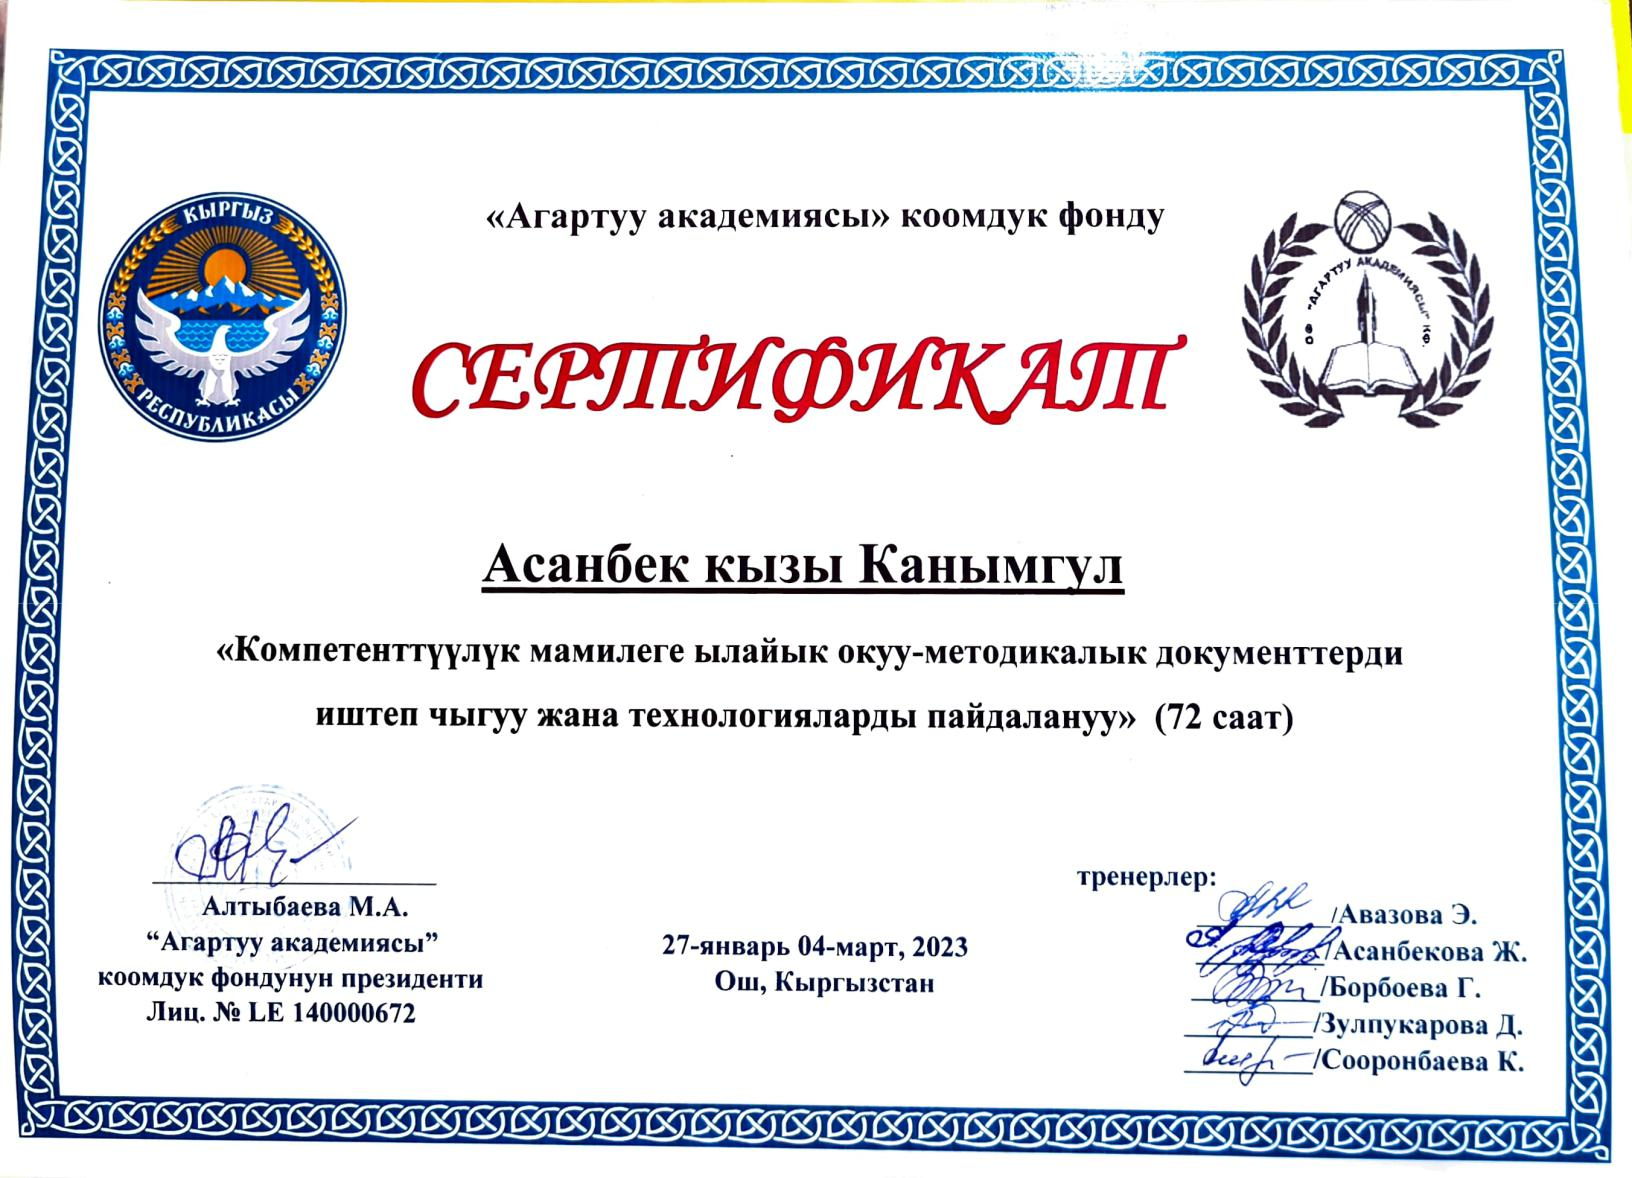 «Агартуу академиясы» коомдук фонду
КЫРГЫЗ
РЕСПУБЛИКАСЫ
ОФ "АГАРТУУ АКАДЕМИЯСЫ" КФ.
СЕРТИФИКАТ
Асанбек кызы Канымгул
«Компетенттүүлүк мамилеге ылайык окуу-методикалык документтерди
иштеп чыгуу жана технологияларды пайдалануу» (72 саат)
Алтыбаева М.А.
“Агартуу академиясы”
коомдук фондунун президенти
Лиц. № LE 140000672
27-январь 04-март, 2023
Ош, Кыргызстан
тренерлер:
/Авазова Э.
/Асанбекова Ж.
/Борбоева Г.
/Зулпукарова Д.
/Сооронбаева К.